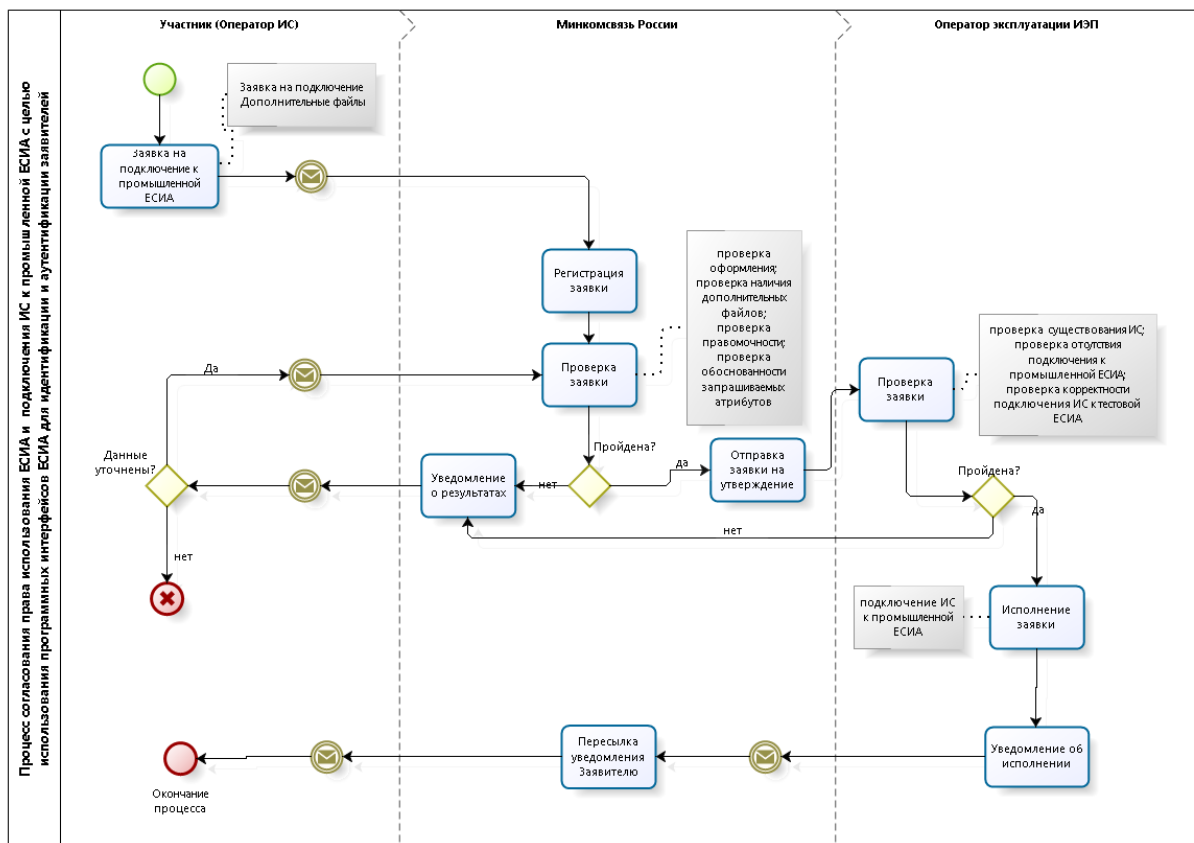 Процесс согласования права использования ЕСИА и подключения ИС к промышленной ЕСИА с целью
использования программных интерфейсов ЕСИА для идентификации и аутентификации заявителей
Участник (Оператор ИС)
Минкомсвязь России
Оператор эксплуатации ИЭП
Заявка на подключение
Дополнительные файлы
Заявка на
подключение к
промышленной
ЕСИА
Регистрация
заявки
проверка
оформления;
проверка наличия
дополнительных
файлов;
проверка
правомочности;
проверка
обоснованности
запрашиваемых
атрибутов
проверка существования ИС;
проверка отсутствия
подключения к
промышленной ЕСИА;
проверка корректности
подключения ИС к тестовой
ЕСИА
Да
Проверка
заявки
Проверка
заявки
Данные
уточнены?
Уведомление
о результатах
нет
Пройдена?
да
Отправка
заявки на
утверждение
Пройдена?
да
нет
нет
подключение ИС
к промышленной
ЕСИА
Исполнение
заявки
Окончание
процесса
Пересылка
уведомления
Заявителю
Уведомление об
исполнении